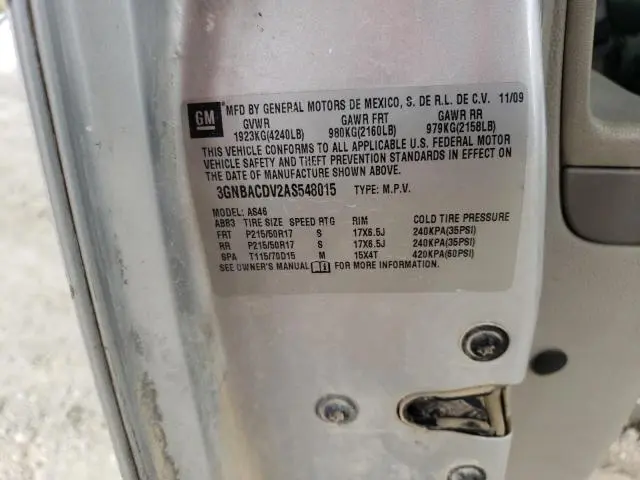 GM MFD BY GENERAL MOTORS DE MEXICO, S. DE R.L. DE C.V. 11/09
GVWR GAWR FRT GAWR RR
1923KG(4240LB) 980KG(2160LB) 979KG(2158LB)
THIS VEHICLE CONFORMS TO ALL APPLICABLE U.S. FEDERAL MOTOR
VEHICLE SAFETY AND THEFT PREVENTION STANDARDS IN EFFECT ON
THE DATE OF MANUFACTURE SHOWN ABOVE.
3GNBACDV2AS548015 TYPE: M.P.V.
MODEL: AS46
ABB3 TIRE SIZE SPEED RTG RIM COLD TIRE PRESSURE
FRT P215/50R17 S 17X6.5J 240KPA(35PSI)
RR P215/50R17 S 17X6.5J 240KPA(35PSI)
SPA T115/70D15 M 15X4T 420KPA(60PSI)
SEE OWNER'S MANUAL FOR MORE INFORMATION.